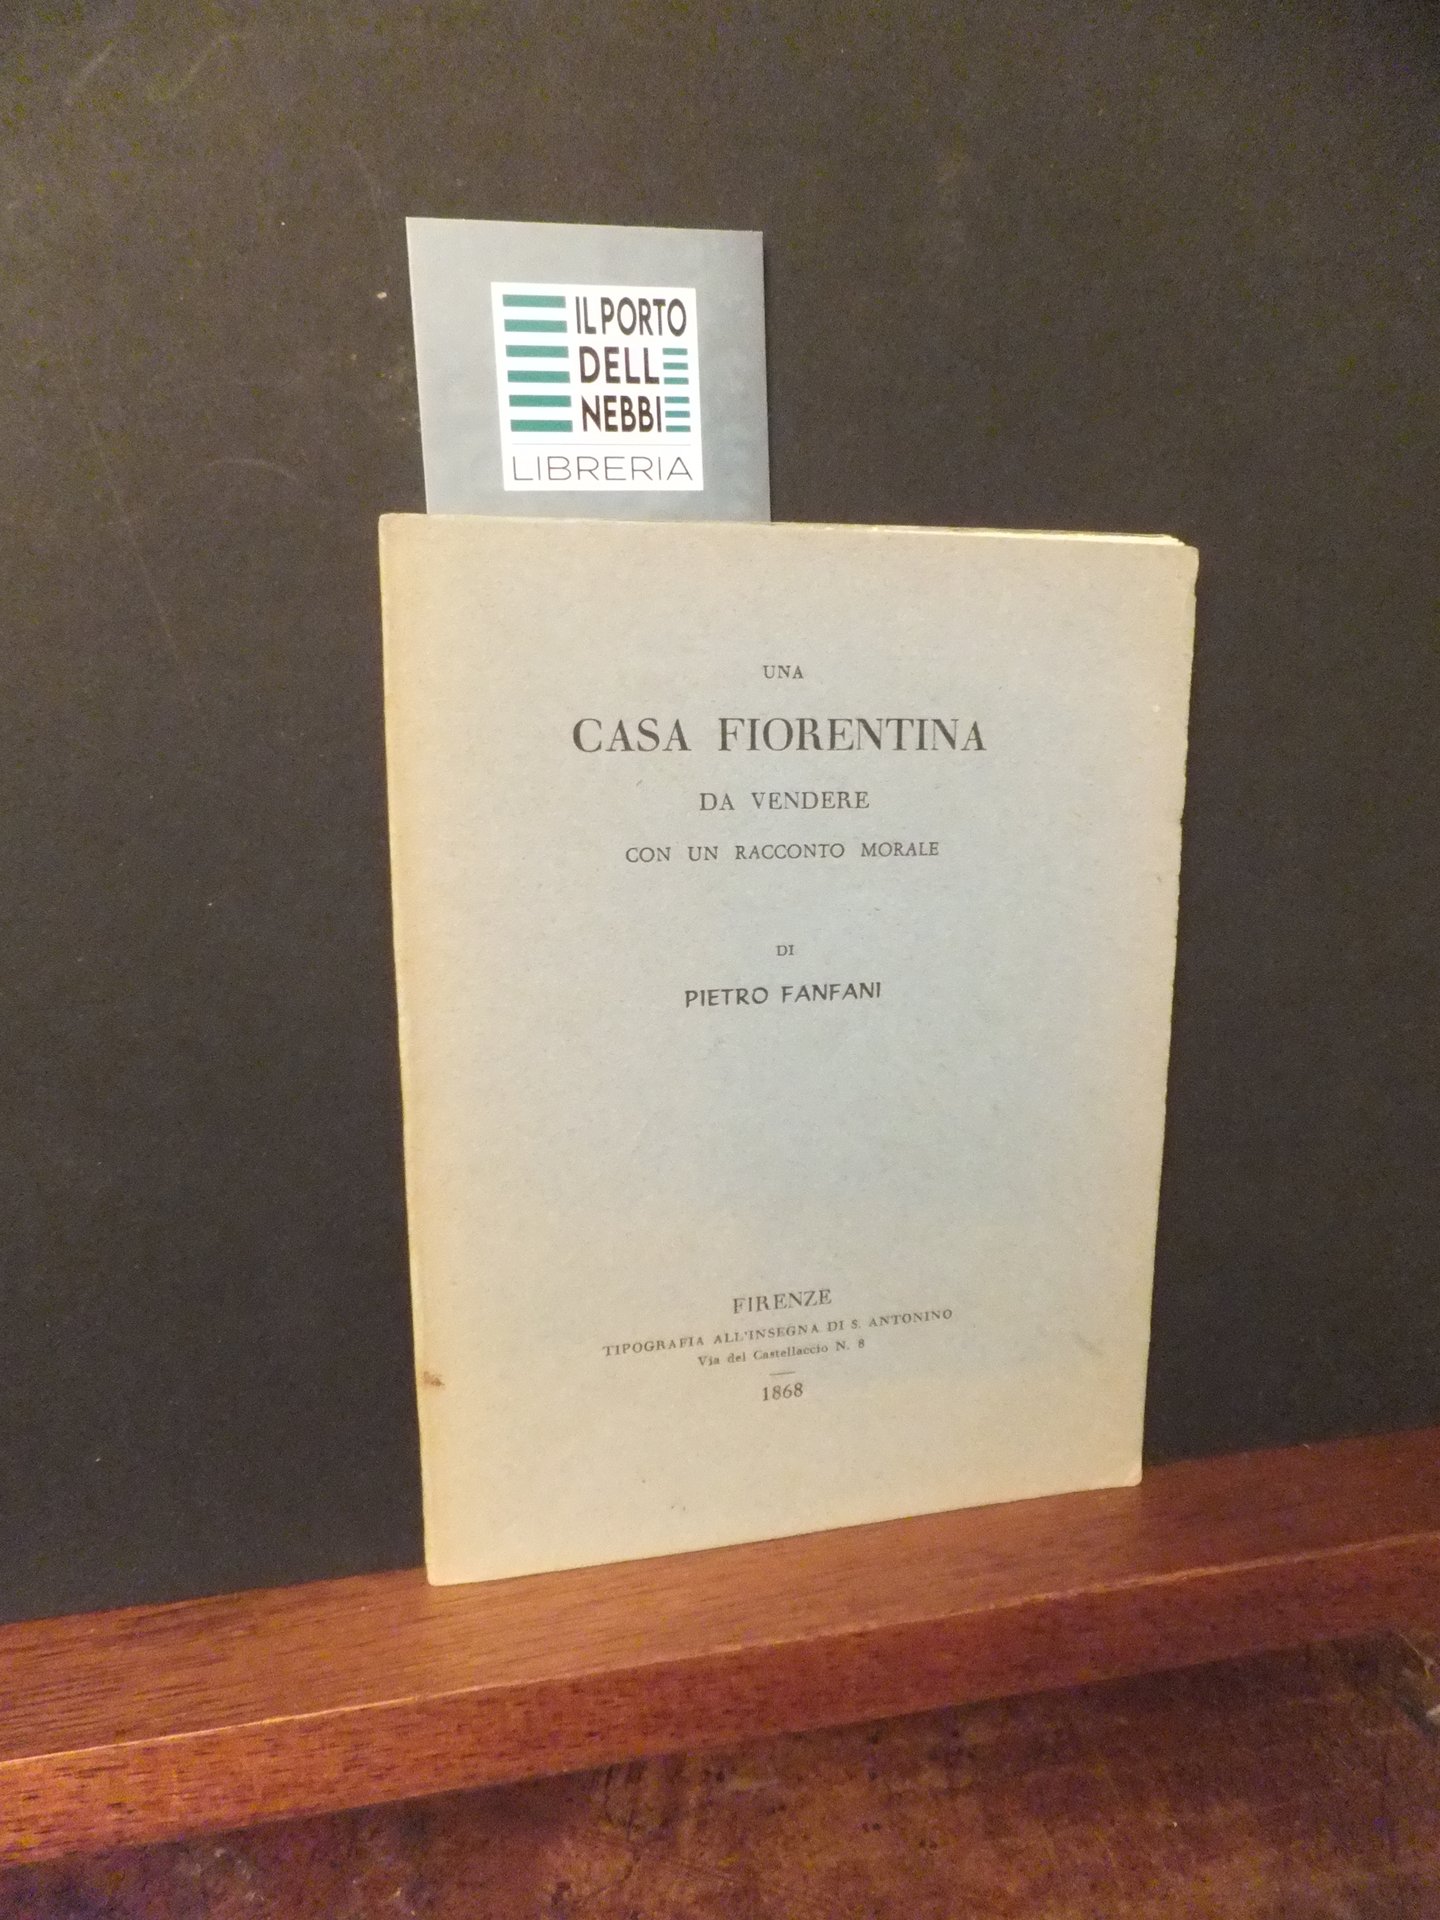 IL PORTO
DELLE
NEBBIE
LIBRERIA
UNA
CASA FIORENTINA
DA VENDERE
CON UN RACCONTO MORALE
DI
PIETRO FANFANI
FIRENZE
TIPOGRAFIA ALL'INSEGNA DI S. ANTONINO
Via del Castellaccio N. 8
1868